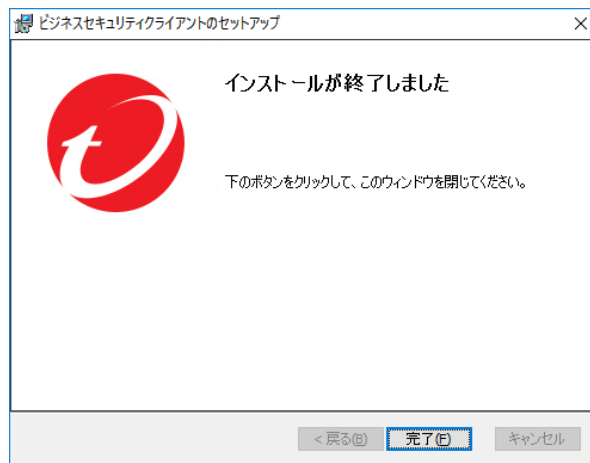 ビジネスセキュリティクライアントのセットアップ
インストールが終了しました
下のボタンをクリックして、このウィンドウを閉じてください。
< 戻る(B)
完了(F)
キャンセル